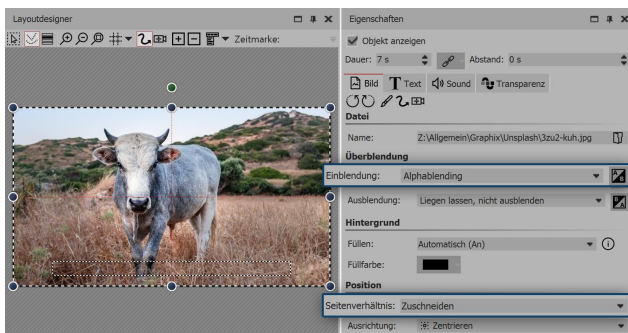 Layoutdesigner
Zeitmarke:
Eigenschaften
Objekt anzeigen
Dauer: 7 s Abstand: 0 s
Bild Text Sound Transparenz
Datei
Name: Z:\Allgemein\Graphix\Unsplash\3zu2-kuh.jpg
Überblendung
Einblendung: Alphablending
Ausblendung: Liegen lassen, nicht ausblenden
Hintergrund
Füllen: Automatisch (An)
Füllfarbe:
Position
Seitenverhältnis: Zuschneiden
Ausrichtung: Zentrieren